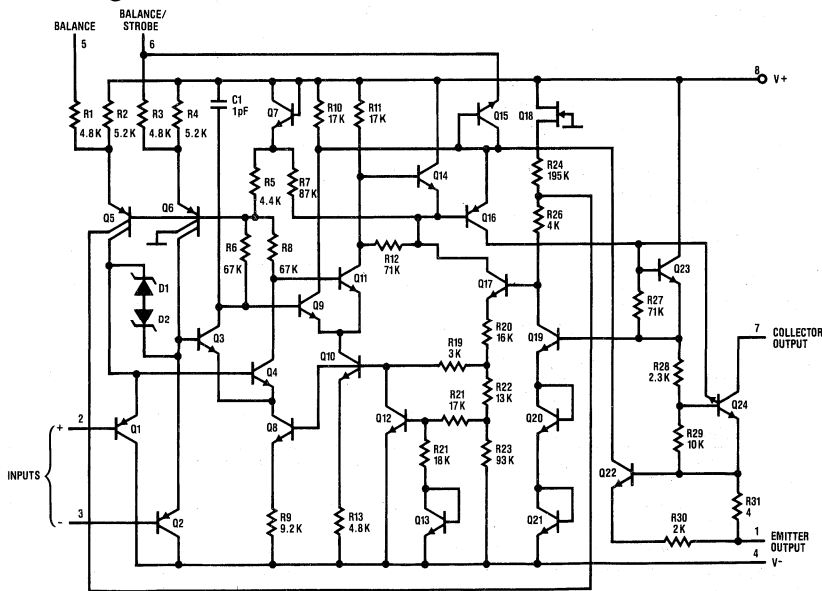 BALANCE/
BALANCE STROBE
5 6
8 V+
R1
4.8K
R2
5.2K
R3
4.8K
R4
5.2K
C1
1pF
Q7
R10
17K
R11
17K
Q15
Q18
R5
4.4K
R7
87K
Q14
R24
195K
Q5
Q6
Q16
R26
4K
R6
67K
R8
67K
R12
71K
Q11
Q17
Q23
R27
71K
D1
D2
Q3
Q9
Q4
Q10
R19
3K
R20
16K
Q19
7 COLLECTOR
OUTPUT
R28
2.3K
Q24
R22
13K
R21
17K
Q20
R29
10K
2
+
Q1
Q8
Q12
R21
18K
R23
93K
Q22
INPUTS
3
-
Q2
R9
9.2K
R13
4.8K
Q13
Q21
R30
2K
R31
4
1 EMITTER
OUTPUT
4 V-